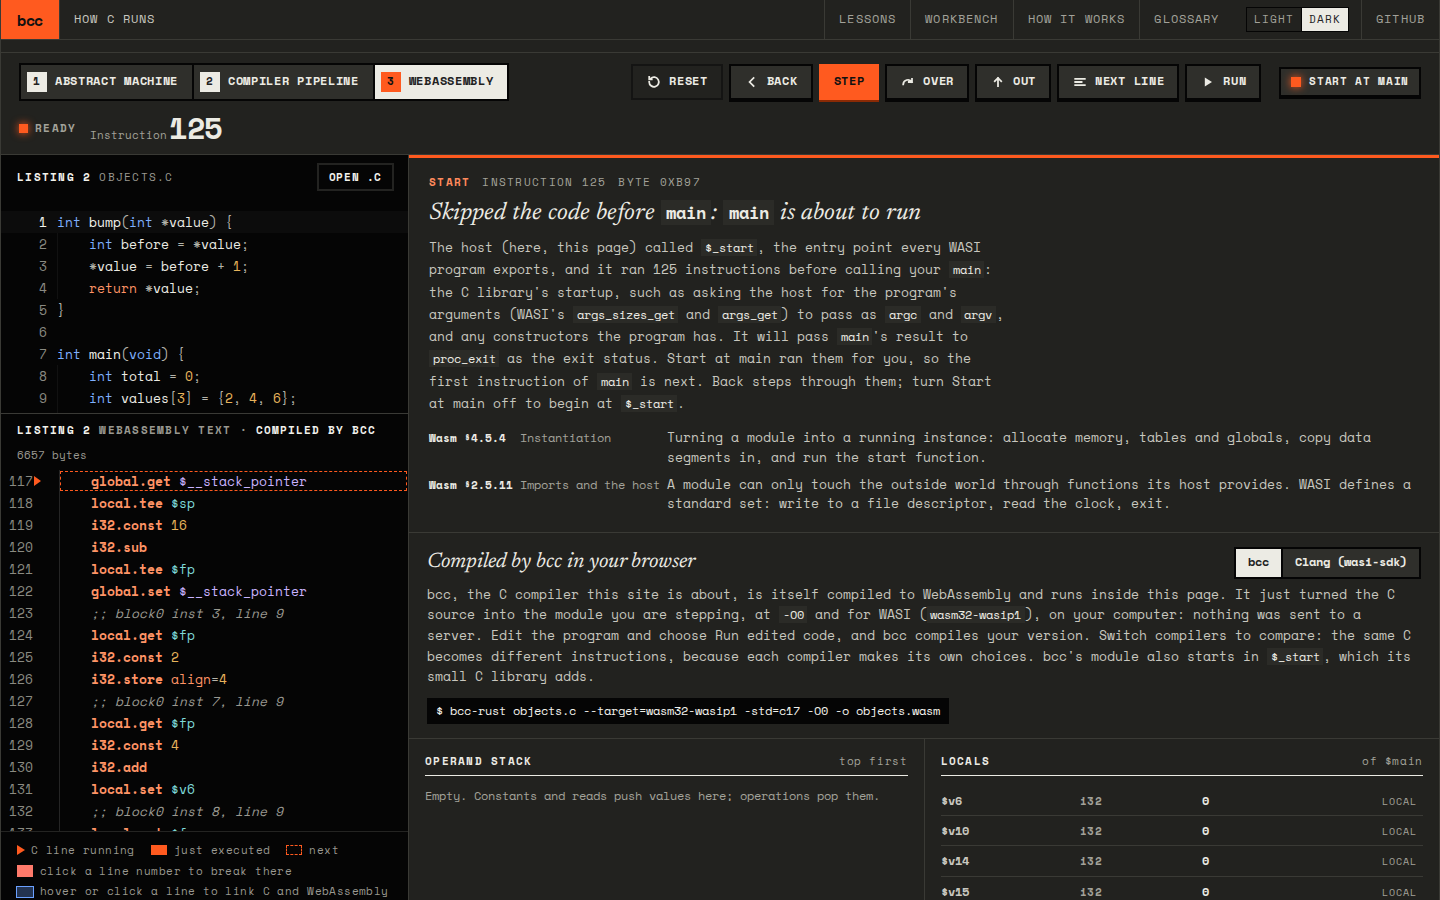 bcc HOW C RUNS LESSONS WORKBENCH HOW IT WORKS GLOSSARY LIGHT DARK GITHUB
1 ABSTRACT MACHINE 2 COMPILER PIPELINE 3 WEBASSEMBLY RESET BACK STEP OVER OUT NEXT LINE RUN START AT MAIN
READY Instruction 125
LISTING 2 OBJECTS.C OPEN .C
1 int bump(int *value) {
2 int before = *value;
3 *value = before + 1;
4 return *value;
5 }
6
7 int main(void) {
8 int total = 0;
9 int values[3] = {2, 4, 6};
LISTING 2 WEBASSEMBLY TEXT · COMPILED BY BCC
6657 bytes
117 global.get $__stack_pointer
118 local.tee $sp
119 i32.const 16
120 i32.sub
121 local.tee $fp
122 global.set $__stack_pointer
123 ;; block0 inst 3, line 9
124 local.get $fp
125 i32.const 2
126 i32.store align=4
127 ;; block0 inst 7, line 9
128 local.get $fp
129 i32.const 4
130 i32.add
131 local.set $v6
132 ;; block0 inst 8, line 9
C line running just executed next
click a line number to break there
hover or click a line to link C and WebAssembly
START INSTRUCTION 125 BYTE 0XB97
Skipped the code before main: main is about to run
The host (here, this page) called $_start, the entry point every WASI
program exports, and it ran 125 instructions before calling your main:
the C library's startup, such as asking the host for the program's
arguments (WASI's args_sizes_get and args_get) to pass as argc and argv,
and any constructors the program has. It will pass main's result to
proc_exit as the exit status. Start at main ran them for you, so the
first instruction of main is next. Back steps through them; turn Start
at main off to begin at $_start.
Wasm §4.5.4 Instantiation Turning a module into a running instance: allocate memory, tables and globals, copy data
segments in, and run the start function.
Wasm §2.5.11 Imports and the host A module can only touch the outside world through functions its host provides. WASI defines a
standard set: write to a file descriptor, read the clock, exit.
Compiled by bcc in your browser bcc Clang (wasi-sdk)
bcc, the C compiler this site is about, is itself compiled to WebAssembly and runs inside this page. It just turned the C
source into the module you are stepping, at -O0 and for WASI (wasm32-wasip1), on your computer: nothing was sent to a
server. Edit the program and choose Run edited code, and bcc compiles your version. Switch compilers to compare: the same C
becomes different instructions, because each compiler makes its own choices. bcc's module also starts in $_start, which its
small C library adds.
$ bcc-rust objects.c --target=wasm32-wasip1 -std=c17 -O0 -o objects.wasm
OPERAND STACK top first
Empty. Constants and reads push values here; operations pop them.
LOCALS of $main
$v6 i32 0 LOCAL
$v10 i32 0 LOCAL
$v14 i32 0 LOCAL
$v15 i32 0 LOCAL